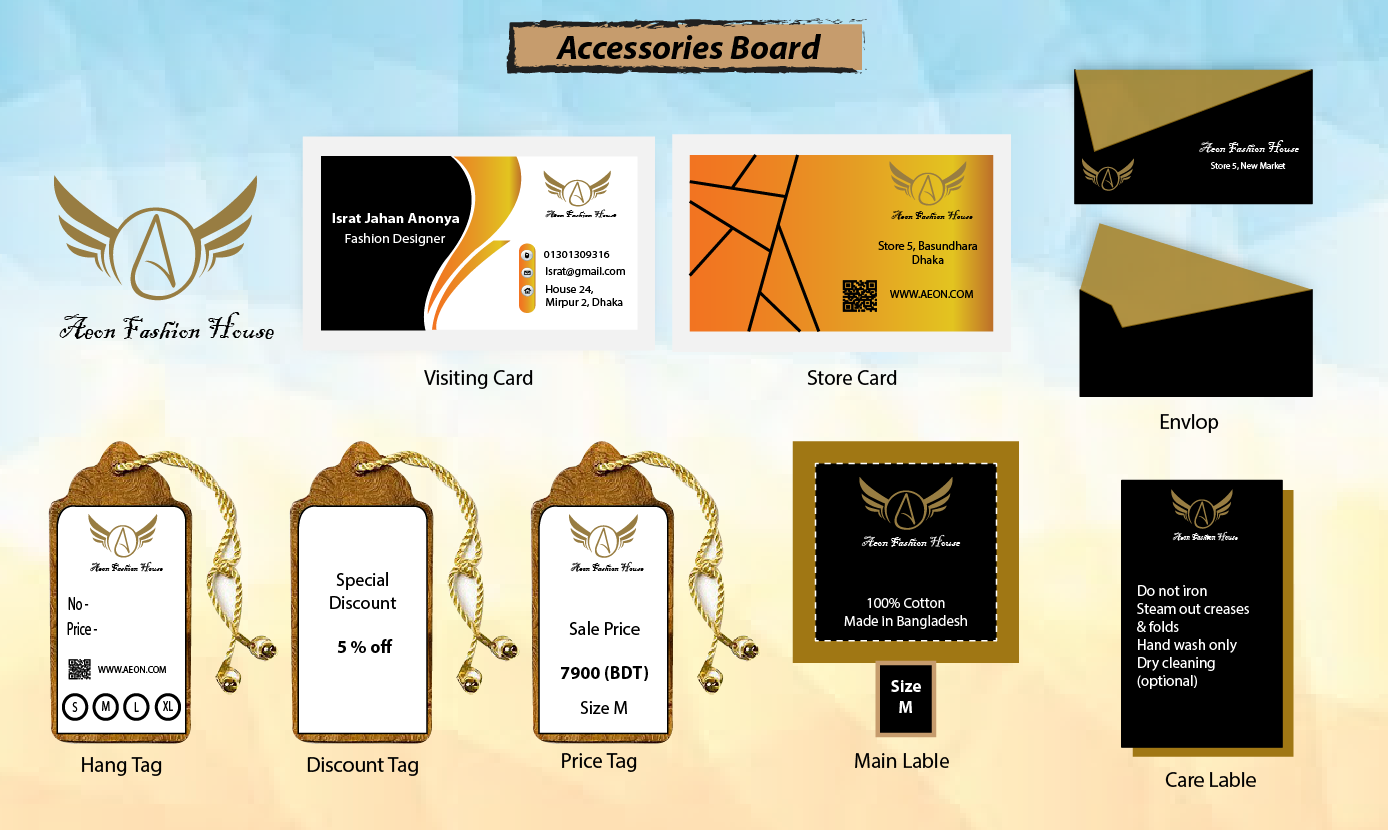 Accessories Board
Aeon Fashion House
Israt Jahan Anonya
Fashion Designer
Aeon Fashion House
01301309316
Israt@gmail.com
House 24,
Mirpur 2, Dhaka
Visiting Card
Aeon Fashion House
Store 5, Basundhara
Dhaka
WWW.AEON.COM
Store Card
Aeon Fashion House
Store 5, New Market
Envlop
Aeon Fashion House
No -
Price -
WWW.AEON.COM
S M L XL
Hang Tag
Special
Discount
5 % off
Discount Tag
Aeon Fashion House
Sale Price
7900 (BDT)
Size M
Price Tag
Aeon Fashion House
100% Cotton
Made In Bangladesh
Size
M
Main Lable
Aeon Fashion House
Do not iron
Steam out creases
& folds
Hand wash only
Dry cleaning
(optional)
Care Lable